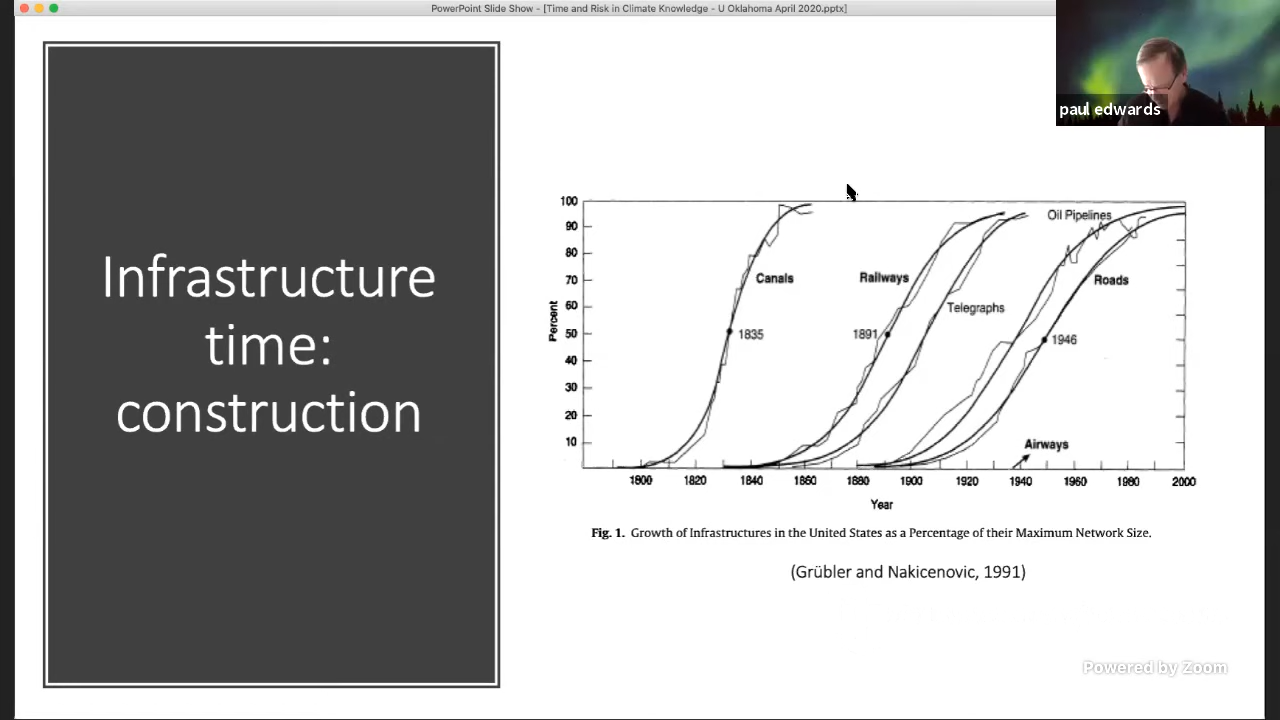 PowerPoint Slide Show - [Time and Risk in Climate Knowledge - U Oklahoma April 2020.pptx]
paul edwards
Infrastructure
time:
construction
100
90
80
70
60
50
40
30
20
10
Percent
Canals
1835
Railways
1891
Telegraphs
Oil Pipelines
Roads
1946
Airways
1800 1820 1840 1860 1880 1900 1920 1940 1960 1980 2000
Year
Fig. 1. Growth of Infrastructures in the United States as a Percentage of their Maximum Network Size.
(Grübler and Nakicenovic, 1991)
Powered by Zoom